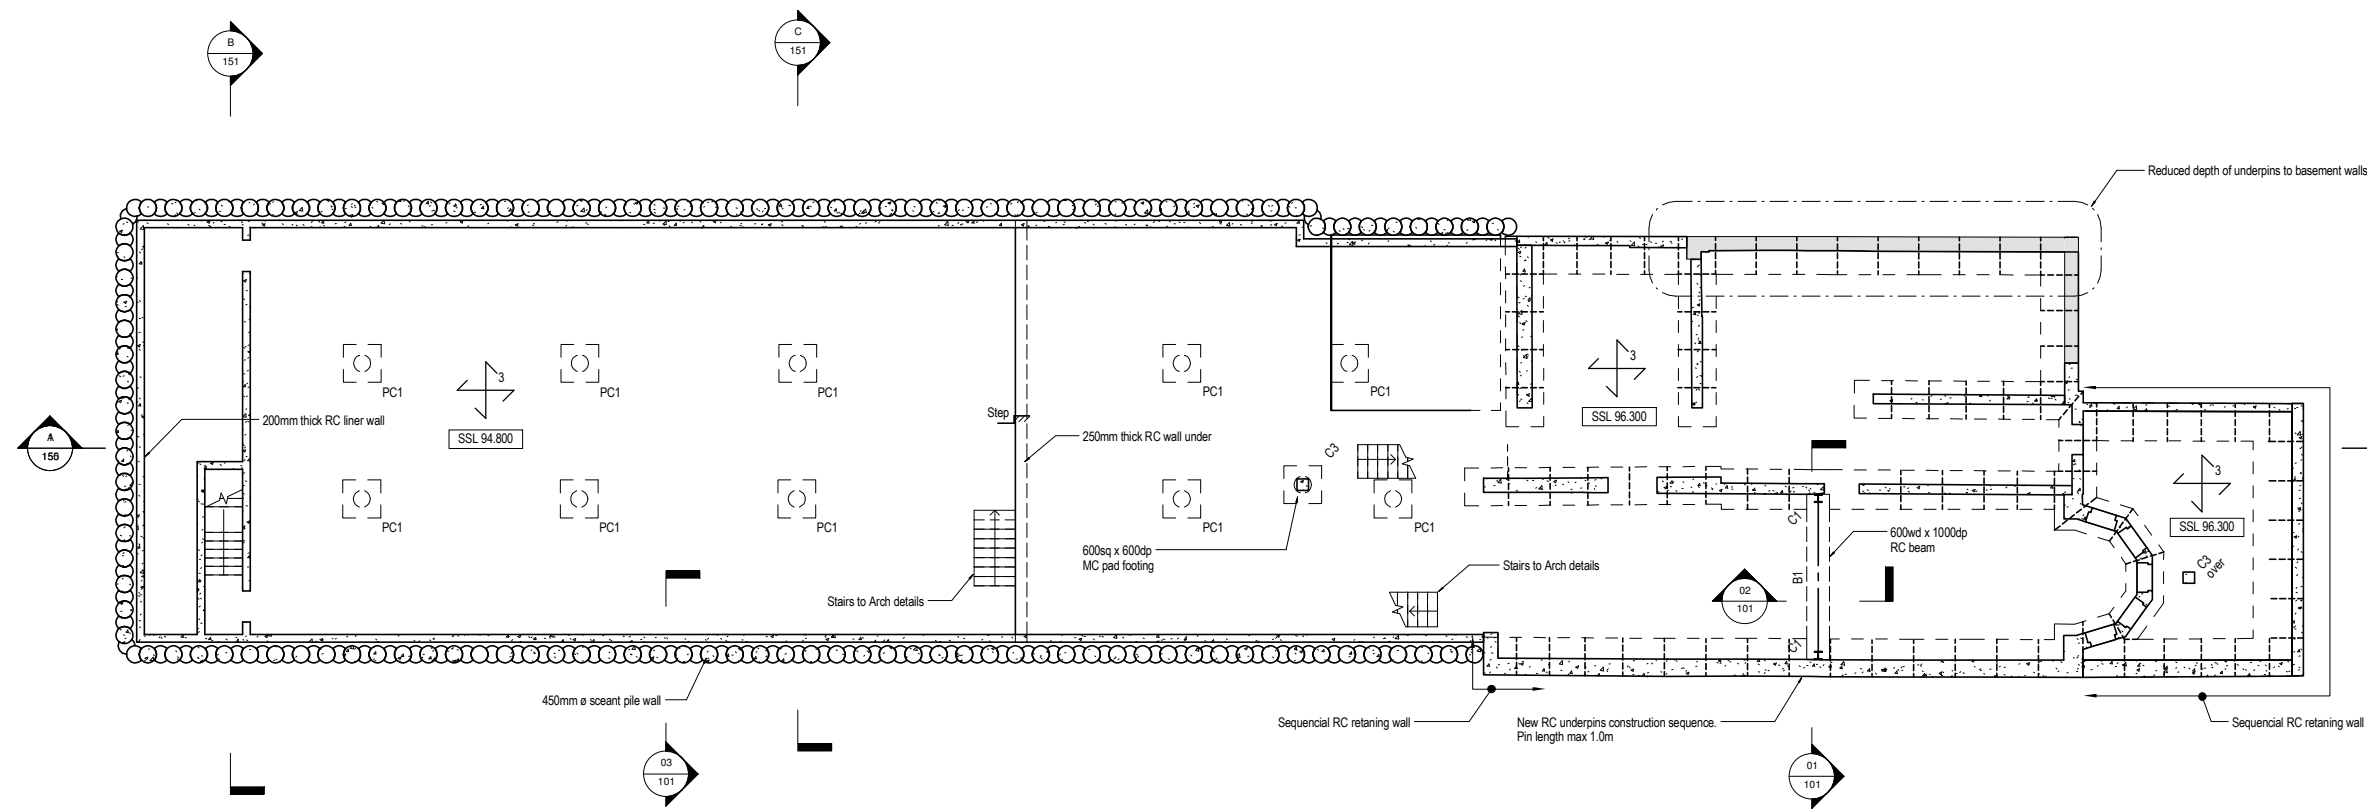 B
151
C
151
Reduced depth of underpins to basement walls
3
3
PC1
PC1
PC1
PC1
PC1
Step
200mm thick RC liner wall
SSL 94.800
250mm thick RC wall under
SSL 96.300
156
C3
3
SSL 96.300
PC1
PC1
PC1
PC1
PC1
C1
600wd x 1000dp
RC beam
600sq x 600dp
MC pad footing
Stairs to Arch details
B1
C3
over
02
101
Stairs to Arch details
C1
450mm ø sceant pile wall
Sequencial RC retaning wall
New RC underpins construction sequence.
Pin length max 1.0m
Sequencial RC retaning wall
03
101
01
101